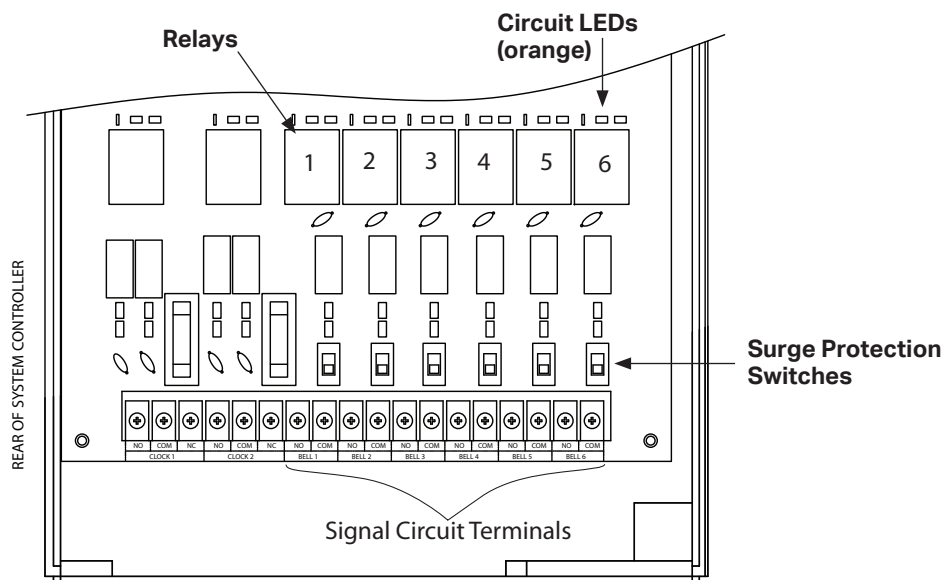 Circuit LEDs
(orange)
Relays
1 2 3 4 5 6
REAR OF SYSTEM CONTROLLER
Surge Protection
Switches
NO COM NC NO COM NC NO COM NO COM NO COM NO COM NO COM NO COM
CLOCK 1 CLOCK 2 BELL 1 BELL 2 BELL 3 BELL 4 BELL 5 BELL 6
Signal Circuit Terminals